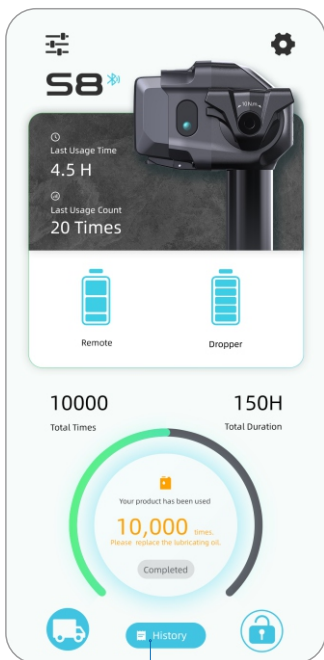 S8
Last Usage Time
4.5 H
Last Usage Count
20 Times
Remote
Dropper
10000
150H
Total Times
Total Duration
Your product has been used
10,000 times.
Please replace the lubricating oil.
Completed
History